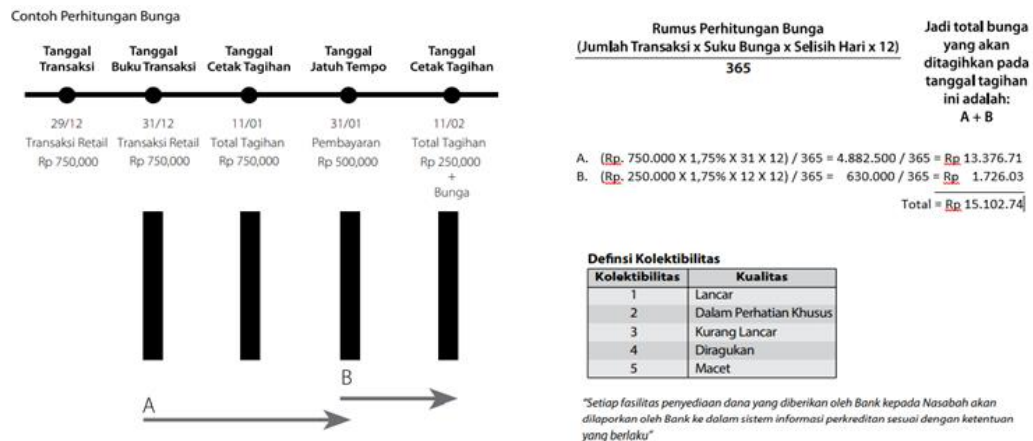 Contoh Perhitungan Bunga
Tanggal Transaksi
Tanggal Buku Transaksi
Tanggal Cetak Tagihan
Tanggal Jatuh Tempo
Tanggal Cetak Tagihan
29/12
Transaksi Retail
Rp 750,000
31/12
Transaksi Retail
Rp 750,000
11/01
Total Tagihan
Rp 750,000
31/01
Pembayaran
Rp 500,000
11/02
Total Tagihan
Rp 250,000
+
Bunga
A
B
Rumus Perhitungan Bunga
(Jumlah Transaksi x Suku Bunga x Selisih Hari x 12)
365
Jadi total bunga
yang akan
ditagihkan pada
tanggal tagihan
ini adalah:
A + B
A. (Rp. 750.000 X 1,75% X 31 X 12) / 365 = 4.882.500 / 365 = Rp 13.376.71
B. (Rp. 250.000 X 1,75% X 12 X 12) / 365 = 630.000 / 365 = Rp 1.726.03
Total = Rp 15.102.74
Definsi Kolektibilitas
Kolektibilitas Kualitas
1 Lancar
2 Dalam Perhatian Khusus
3 Kurang Lancar
4 Diragukan
5 Macet
"Setiap fasilitas penyediaan dana yang diberikan oleh Bank kepada Nasabah akan
dilaporkan oleh Bank ke dalam sistem informasi perkreditan sesuai dengan ketentuan
yang berlaku"